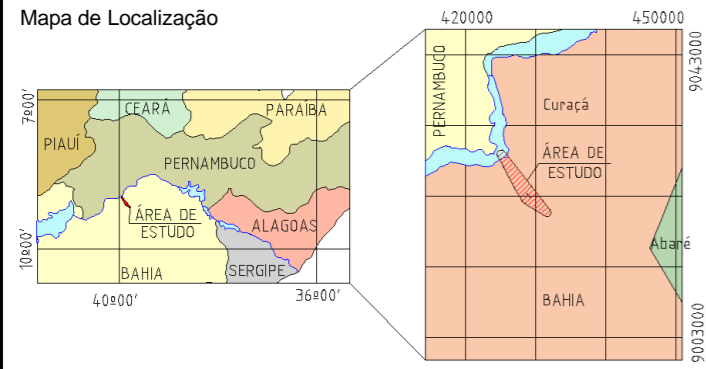 Mapa de Localização
7º00'
CEARÁ
PARAÍBA
PIAUÍ
PERNAMBUCO
ÁREA DE
ESTUDO
ALAGOAS
10º00'
BAHIA
SERGIPE
40º00'
36º00'
420000
450000
9043000
PERNAMBUCO
Curaçá
ÁREA DE
ESTUDO
Abaré
BAHIA
9003000